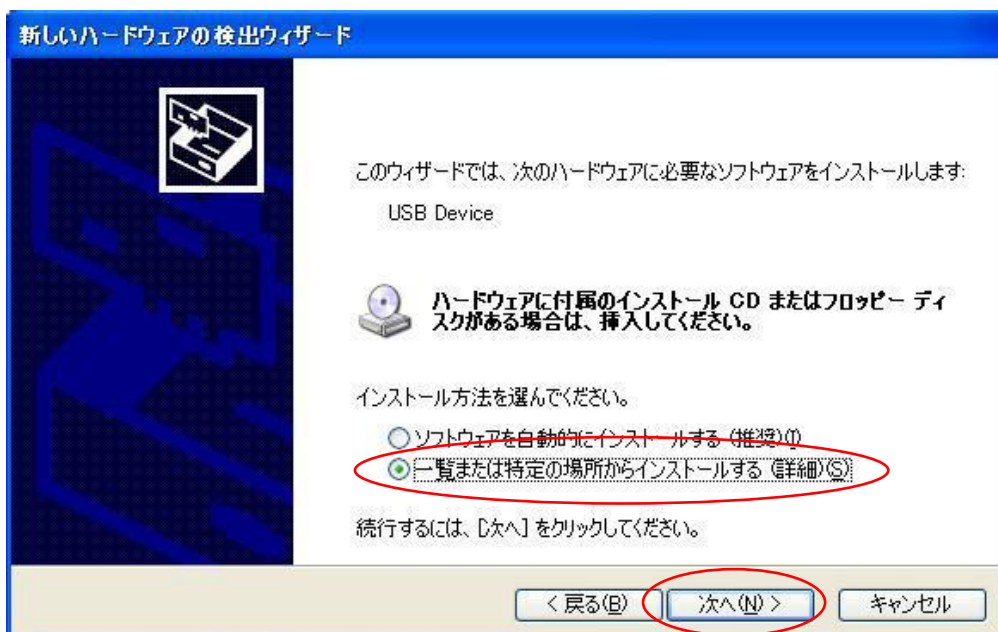 新しいハードウェアの検出ウィザード
このウィザードでは、次のハードウェアに必要なソフトウェアをインストールします:
USB Device
ハードウェアに付属のインストール CD またはフロッピー ディ
スクがある場合は、挿入してください。
インストール方法を選んでください。
ソフトウェアを自動的にインストールする (推奨)(I)
一覧または特定の場所からインストールする (詳細)(S)
続行するには、[次へ] をクリックしてください。
< 戻る(B) 次へ(N) > キャンセル